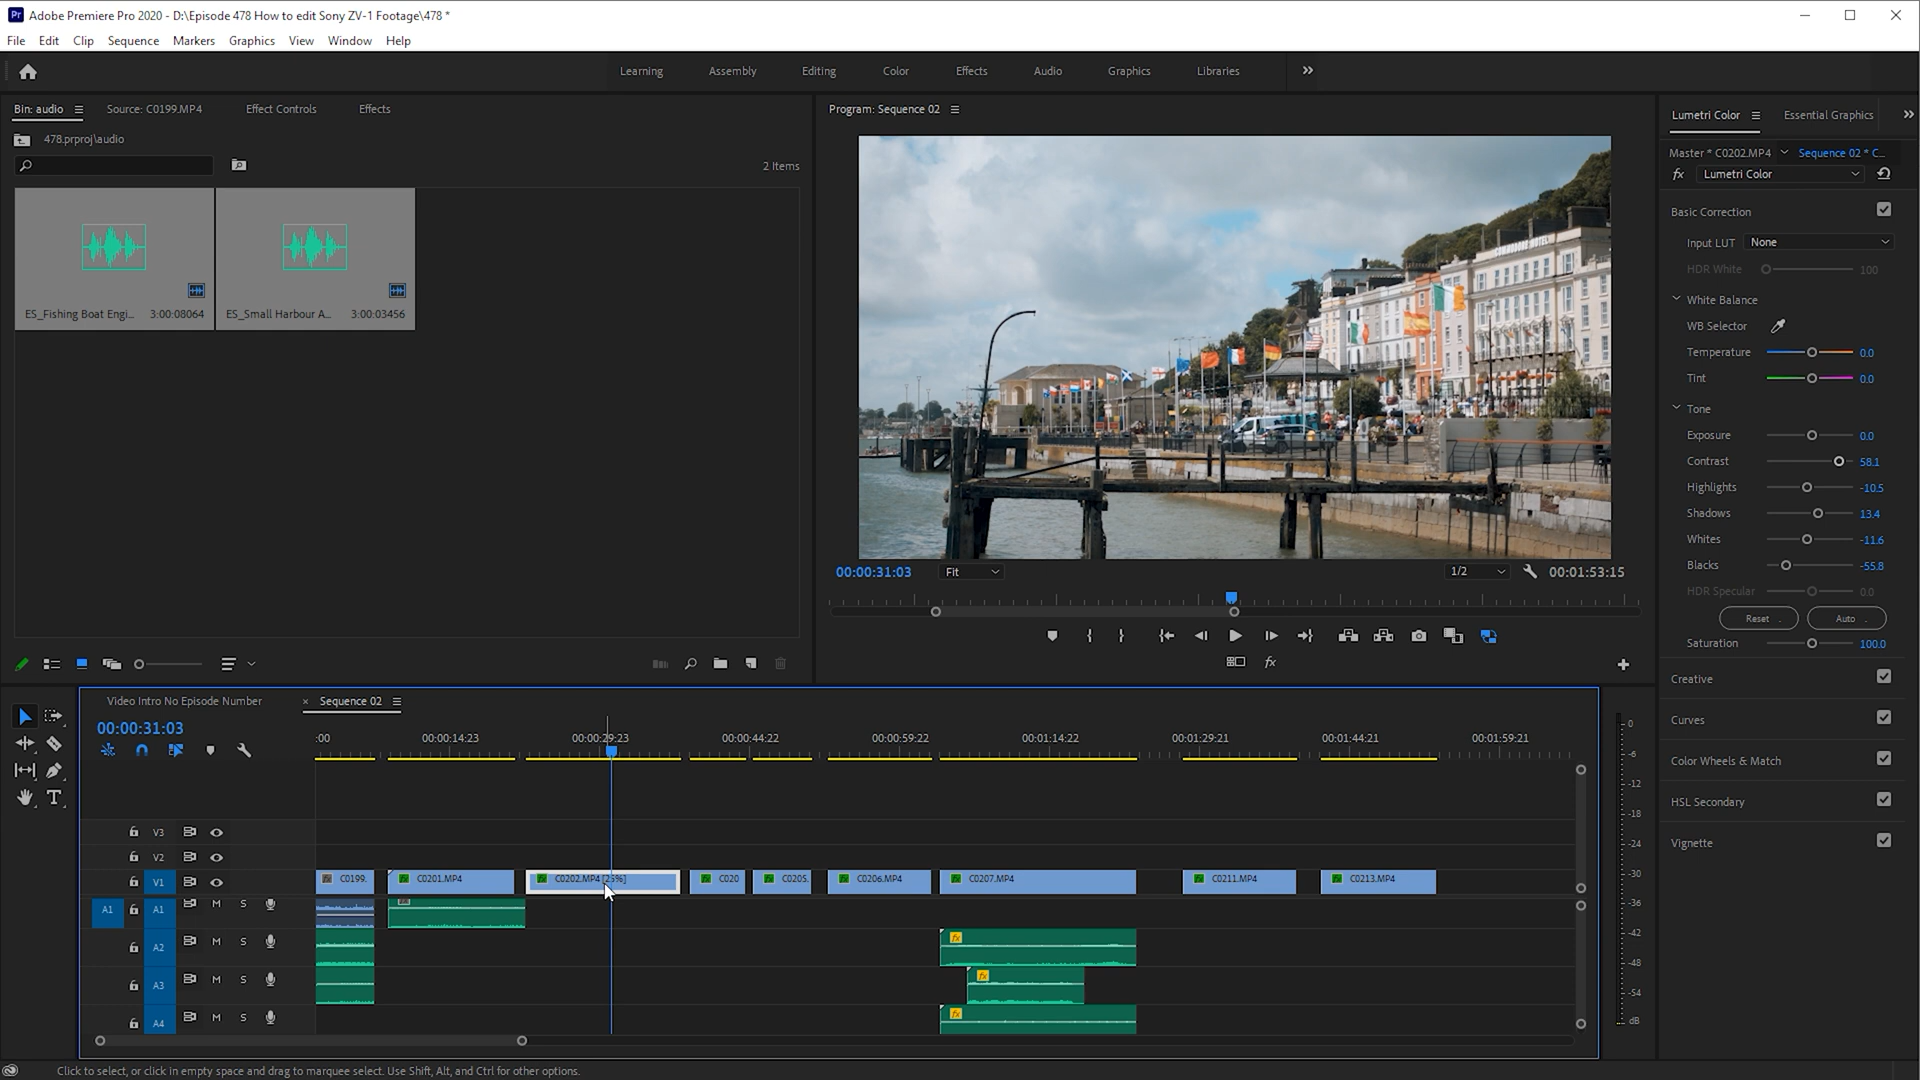 Adobe Premiere Pro 2020 - D:\Episode 478 How to edit Sony ZV-1 Footage\478 *
File Edit Clip Sequence Markers Graphics View Window Help
Learning Assembly Editing Color Effects Audio Graphics Libraries
Bin: audio Source: C0199.MP4 Effect Controls Effects
478.prproj\audio
2 Items
ES_Fishing Boat Engi... 3:00:08064
ES_Small Harbour A... 3:00:03456
Program: Sequence 02
COMMODORE HOTEL
00:00:31:03 Fit 1/2 00:01:53:15
Lumetri Color Essential Graphics
Master * C0202.MP4 Sequence 02 * C...
fx Lumetri Color
Basic Correction
Input LUT None
HDR White 100
White Balance
WB Selector
Temperature 0.0
Tint 0.0
Tone
Exposure 0.0
Contrast 58.1
Highlights -10.5
Shadows 13.4
Whites -11.6
Blacks -55.8
HDR Specular 0.0
Reset Auto
Saturation 100.0
Creative
Curves
Color Wheels & Match
HSL Secondary
Vignette
Video Intro No Episode Number × Sequence 02
00:00:31:03
:00 00:00:14:23 00:00:29:23 00:00:44:22 00:00:59:22 00:01:14:22 00:01:29:21 00:01:44:21 00:01:59:21
V3
V2
V1 C0199. C0201.MP4 C0202.MP4 [25%] C020 C0205. C0206.MP4 C0207.MP4 C0211.MP4 C0213.MP4
A1 A1 M S
A2 M S fx
A3 M S fx
A4 M S fx
0
-6
-12
-18
-24
-30
-36
-42
-48
-54
dB
Click to select, or click in empty space and drag to marquee select. Use Shift, Alt, and Ctrl for other options.